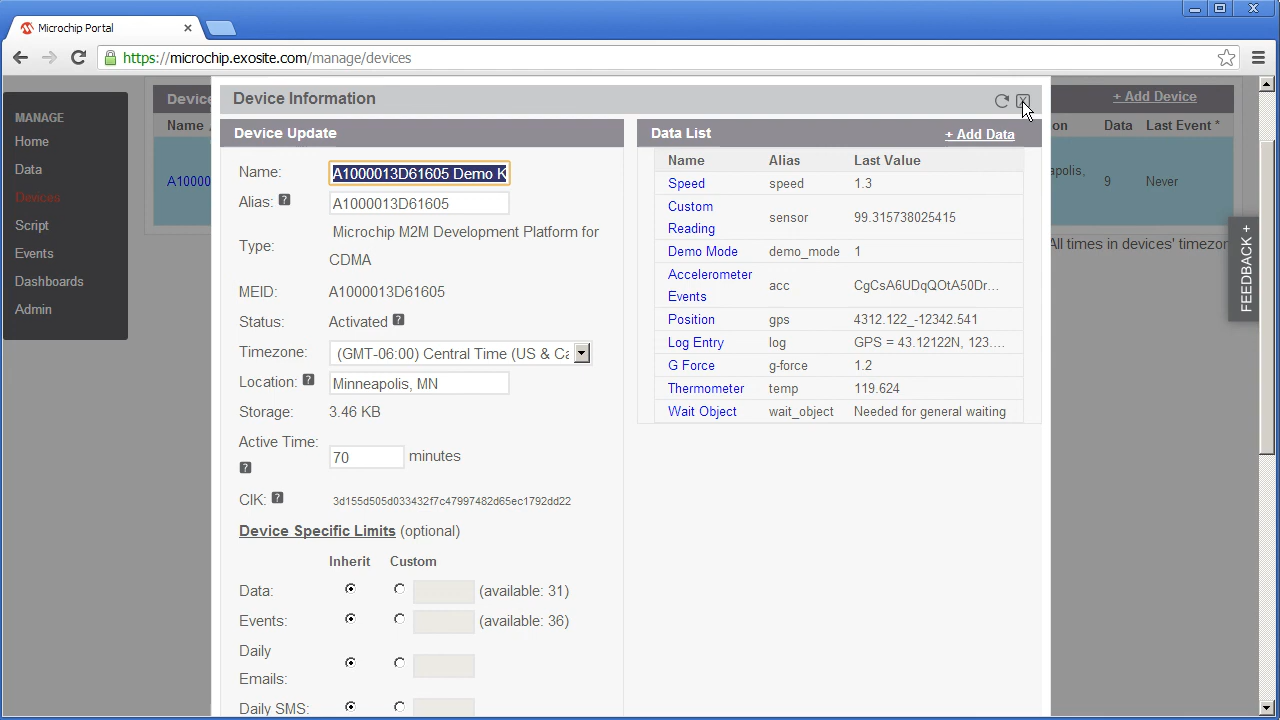 Microchip Portal
https://microchip.exosite.com/manage/devices
MANAGE
Home
Data
Devices
Script
Events
Dashboards
Admin
Device
+ Add Device
Name
Data
Last Event *
A10000
9
Never
All times in devices' timezon
FEEDBACK +
Device Information
Device Update
Name: A1000013D61605 Demo K
Alias: ? A1000013D61605
Type: Microchip M2M Development Platform for
CDMA
MEID: A1000013D61605
Status: Activated ?
Timezone: (GMT-06:00) Central Time (US & Ca
Location: ? Minneapolis, MN
Storage: 3.46 KB
Active Time: 70 minutes
?
CIK: ? 3d155d505d033432f7c47997482d65ec1792dd22
Device Specific Limits (optional)
Inherit Custom
Data: (available: 31)
Events: (available: 36)
Daily
Emails:
Daily SMS:
Data List + Add Data
Name Alias Last Value
Speed speed 1.3
Custom
Reading sensor 99.315738025415
Demo Mode demo_mode 1
Accelerometer
Events acc CgCsA6UDqQOtA50Dr...
Position gps 4312.122_-12342.541
Log Entry log GPS = 43.12122N, 123....
G Force g-force 1.2
Thermometer temp 119.624
Wait Object wait_object Needed for general waiting